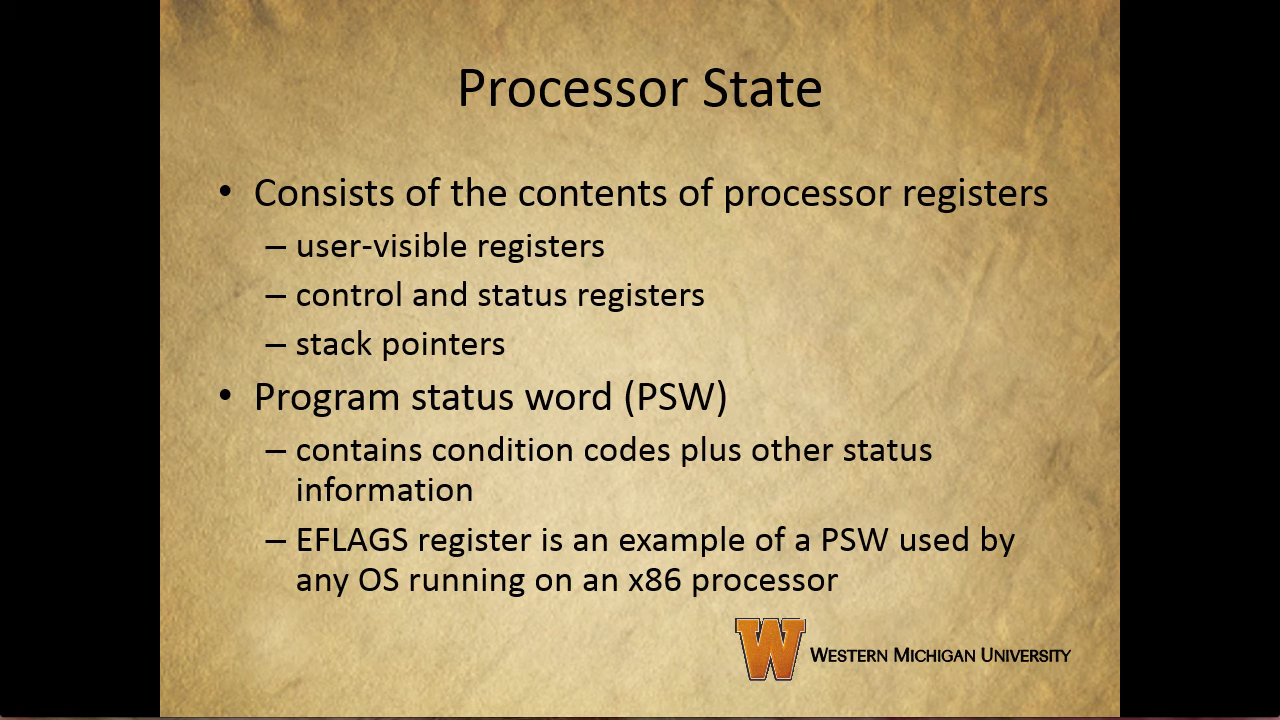 Processor State
• Consists of the contents of processor registers
– user-visible registers
– control and status registers
– stack pointers
• Program status word (PSW)
– contains condition codes plus other status
information
– EFLAGS register is an example of a PSW used by
any OS running on an x86 processor
W WESTERN MICHIGAN UNIVERSITY